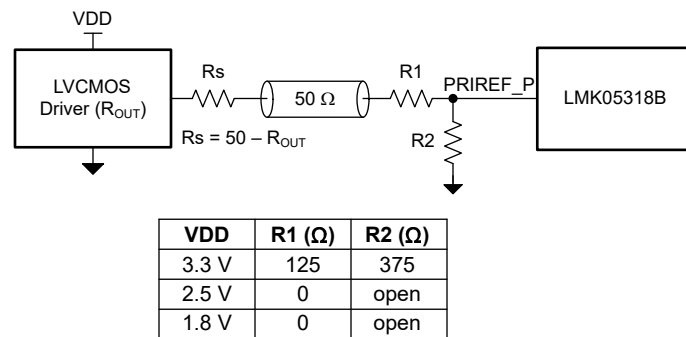 VDD
LVCMOS
Driver (ROUT)
Rs
50 Ω
R1
PRIREF_P
LMK05318B
Rs = 50 – ROUT
R2
VDD R1 (Ω) R2 (Ω)
3.3 V 125 375
2.5 V 0 open
1.8 V 0 open